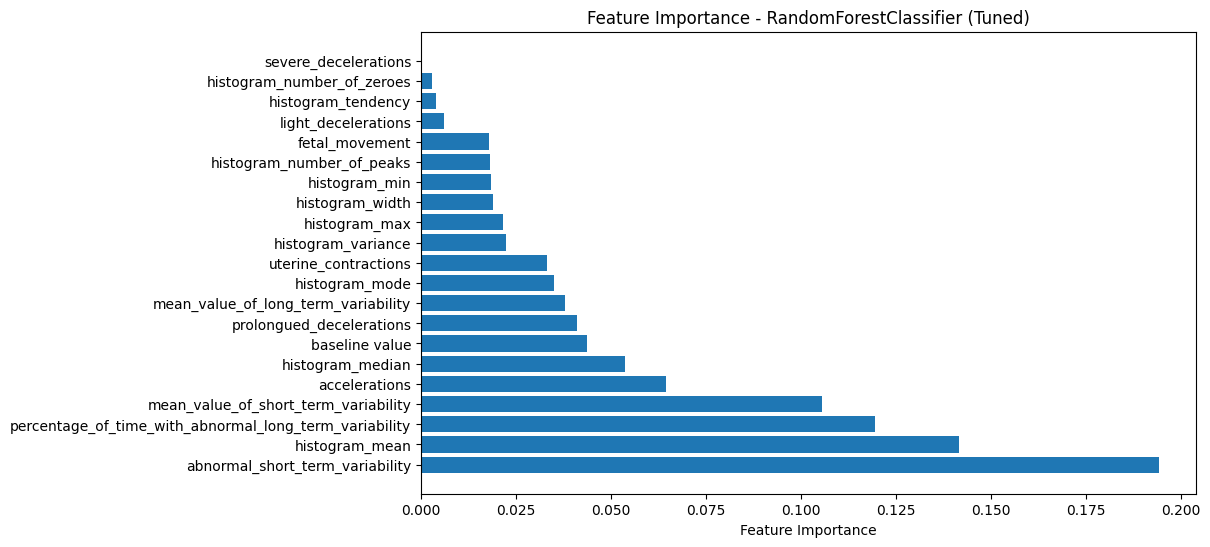 Feature Importance - RandomForestClassifier (Tuned)
severe_decelerations
histogram_number_of_zeroes
histogram_tendency
light_decelerations
fetal_movement
histogram_number_of_peaks
histogram_min
histogram_width
histogram_max
histogram_variance
uterine_contractions
histogram_mode
mean_value_of_long_term_variability
prolongued_decelerations
baseline value
histogram_median
accelerations
mean_value_of_short_term_variability
percentage_of_time_with_abnormal_long_term_variability
histogram_mean
abnormal_short_term_variability
0.000 0.025 0.050 0.075 0.100 0.125 0.150 0.175 0.200
Feature Importance